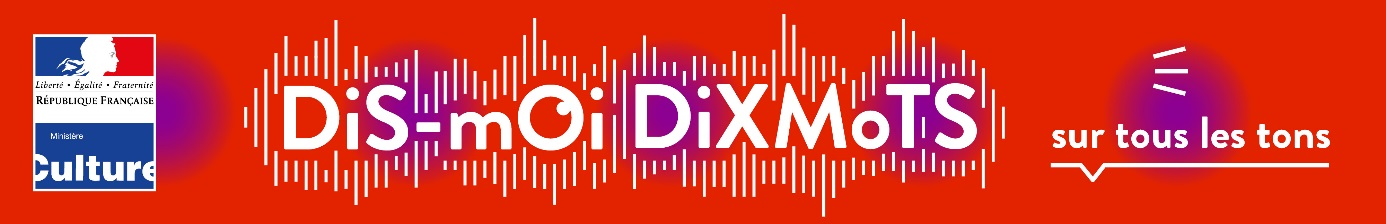 Liberté • Égalité • Fraternité
RÉPUBLIQUE FRANÇAISE
Ministère
Culture
DiS-mOi DiXMoTS
sur tous les tons